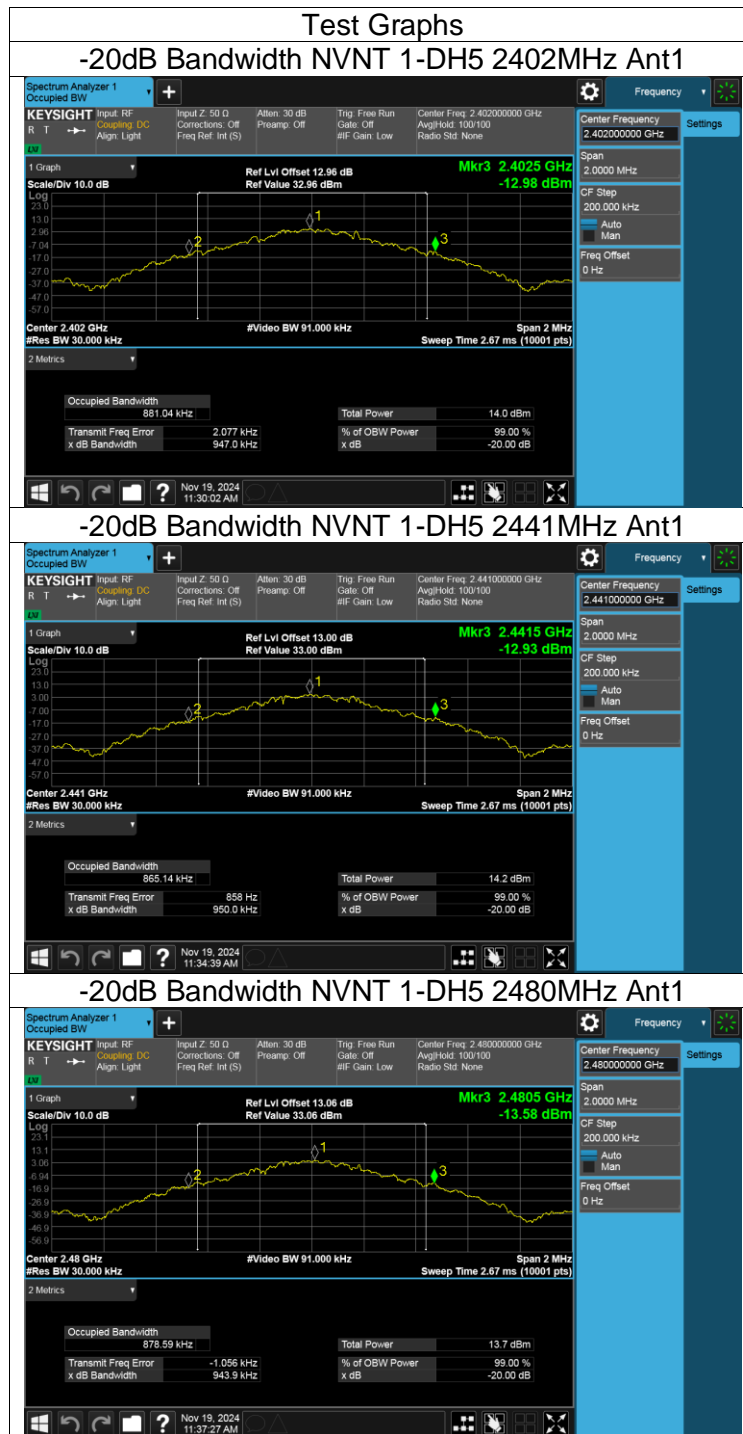 Test Graphs
-20dB Bandwidth NVNT 1-DH5 2402MHz Ant1
Spectrum Analyzer 1
Occupied BW
+
Frequency
KEYSIGHT Input: RF Input Z: 50 Ω Atten: 30 dB Trig: Free Run Center Freq: 2.402000000 GHz
R T Coupling: DC Corrections: Off Preamp: Off Gate: Off Avg|Hold: 100/100
Align: Light Freq Ref: Int (S) #IF Gain: Low Radio Std: None
LXI
Center Frequency
2.402000000 GHz
Settings
Span
2.0000 MHz
CF Step
200.000 kHz
Auto
Man
Freq Offset
0 Hz
1 Graph Ref Lvl Offset 12.96 dB Mkr3 2.4025 GHz
Scale/Div 10.0 dB Ref Value 32.96 dBm -12.98 dBm
Log
23.0
13.0
2.96
-7.04
-17.0
-27.0
-37.0
-47.0
-57.0
1
2
3
Center 2.402 GHz #Video BW 91.000 kHz Span 2 MHz
#Res BW 30.000 kHz Sweep Time 2.67 ms (10001 pts)
2 Metrics
Occupied Bandwidth
881.04 kHz Total Power 14.0 dBm
Transmit Freq Error 2.077 kHz % of OBW Power 99.00 %
x dB Bandwidth 947.0 kHz x dB -20.00 dB
? Nov 19, 2024
11:30:02 AM
-20dB Bandwidth NVNT 1-DH5 2441MHz Ant1
Spectrum Analyzer 1
Occupied BW
+
Frequency
KEYSIGHT Input: RF Input Z: 50 Ω Atten: 30 dB Trig: Free Run Center Freq: 2.441000000 GHz
R T Coupling: DC Corrections: Off Preamp: Off Gate: Off Avg|Hold: 100/100
Align: Light Freq Ref: Int (S) #IF Gain: Low Radio Std: None
LXI
Center Frequency
2.441000000 GHz
Settings
Span
2.0000 MHz
CF Step
200.000 kHz
Auto
Man
Freq Offset
0 Hz
1 Graph Ref Lvl Offset 13.00 dB Mkr3 2.4415 GHz
Scale/Div 10.0 dB Ref Value 33.00 dBm -12.93 dBm
Log
23.0
13.0
3.00
-7.00
-17.0
-27.0
-37.0
-47.0
-57.0
1
2
3
Center 2.441 GHz #Video BW 91.000 kHz Span 2 MHz
#Res BW 30.000 kHz Sweep Time 2.67 ms (10001 pts)
2 Metrics
Occupied Bandwidth
865.14 kHz Total Power 14.2 dBm
Transmit Freq Error 858 Hz % of OBW Power 99.00 %
x dB Bandwidth 950.0 kHz x dB -20.00 dB
? Nov 19, 2024
11:34:39 AM
-20dB Bandwidth NVNT 1-DH5 2480MHz Ant1
Spectrum Analyzer 1
Occupied BW
+
Frequency
KEYSIGHT Input: RF Input Z: 50 Ω Atten: 30 dB Trig: Free Run Center Freq: 2.480000000 GHz
R T Coupling: DC Corrections: Off Preamp: Off Gate: Off Avg|Hold: 100/100
Align: Light Freq Ref: Int (S) #IF Gain: Low Radio Std: None
LXI
Center Frequency
2.480000000 GHz
Settings
Span
2.0000 MHz
CF Step
200.000 kHz
Auto
Man
Freq Offset
0 Hz
1 Graph Ref Lvl Offset 13.06 dB Mkr3 2.4805 GHz
Scale/Div 10.0 dB Ref Value 33.06 dBm -13.58 dBm
Log
23.1
13.1
3.06
-6.94
-16.9
-26.9
-36.9
-46.9
-56.9
1
2
3
Center 2.48 GHz #Video BW 91.000 kHz Span 2 MHz
#Res BW 30.000 kHz Sweep Time 2.67 ms (10001 pts)
2 Metrics
Occupied Bandwidth
878.59 kHz Total Power 13.7 dBm
Transmit Freq Error -1.056 kHz % of OBW Power 99.00 %
x dB Bandwidth 943.9 kHz x dB -20.00 dB
? Nov 19, 2024
11:37:27 AM